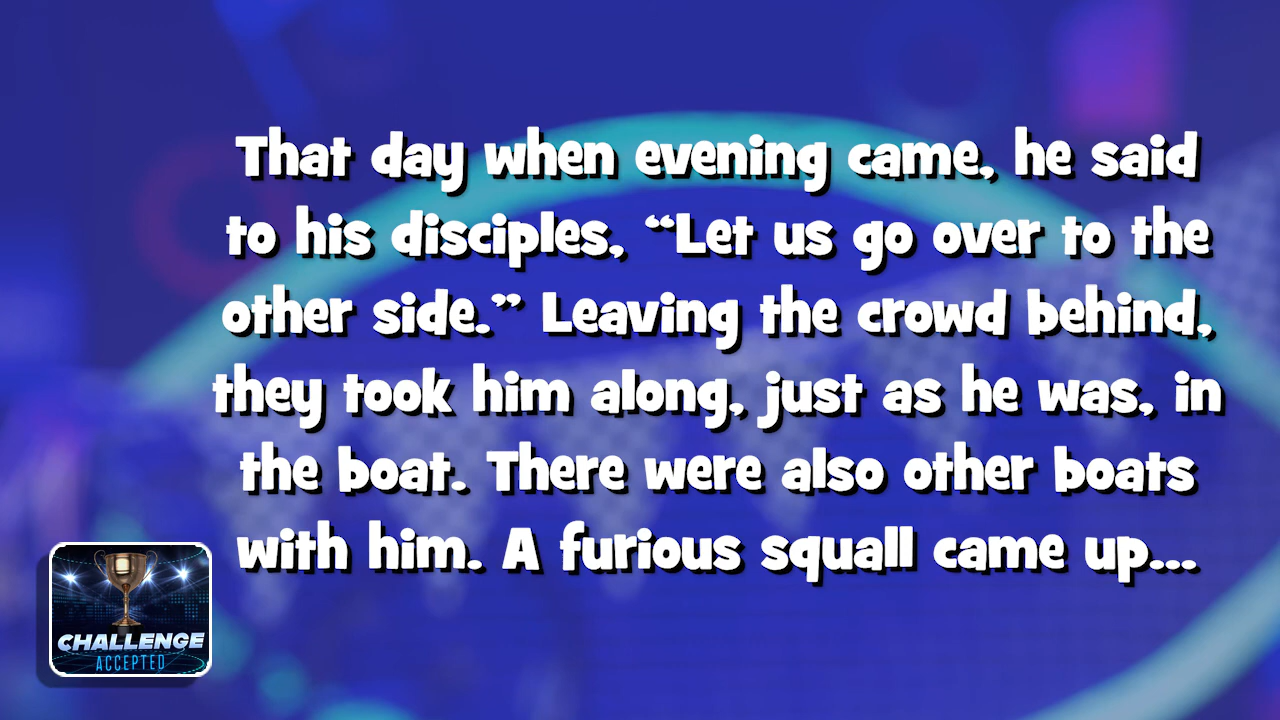 That day when evening came, he said
to his disciples, “Let us go over to the
other side.” Leaving the crowd behind,
they took him along, just as he was, in
the boat. There were also other boats
with him. A furious squall came up...
CHALLENGE
ACCEPTED